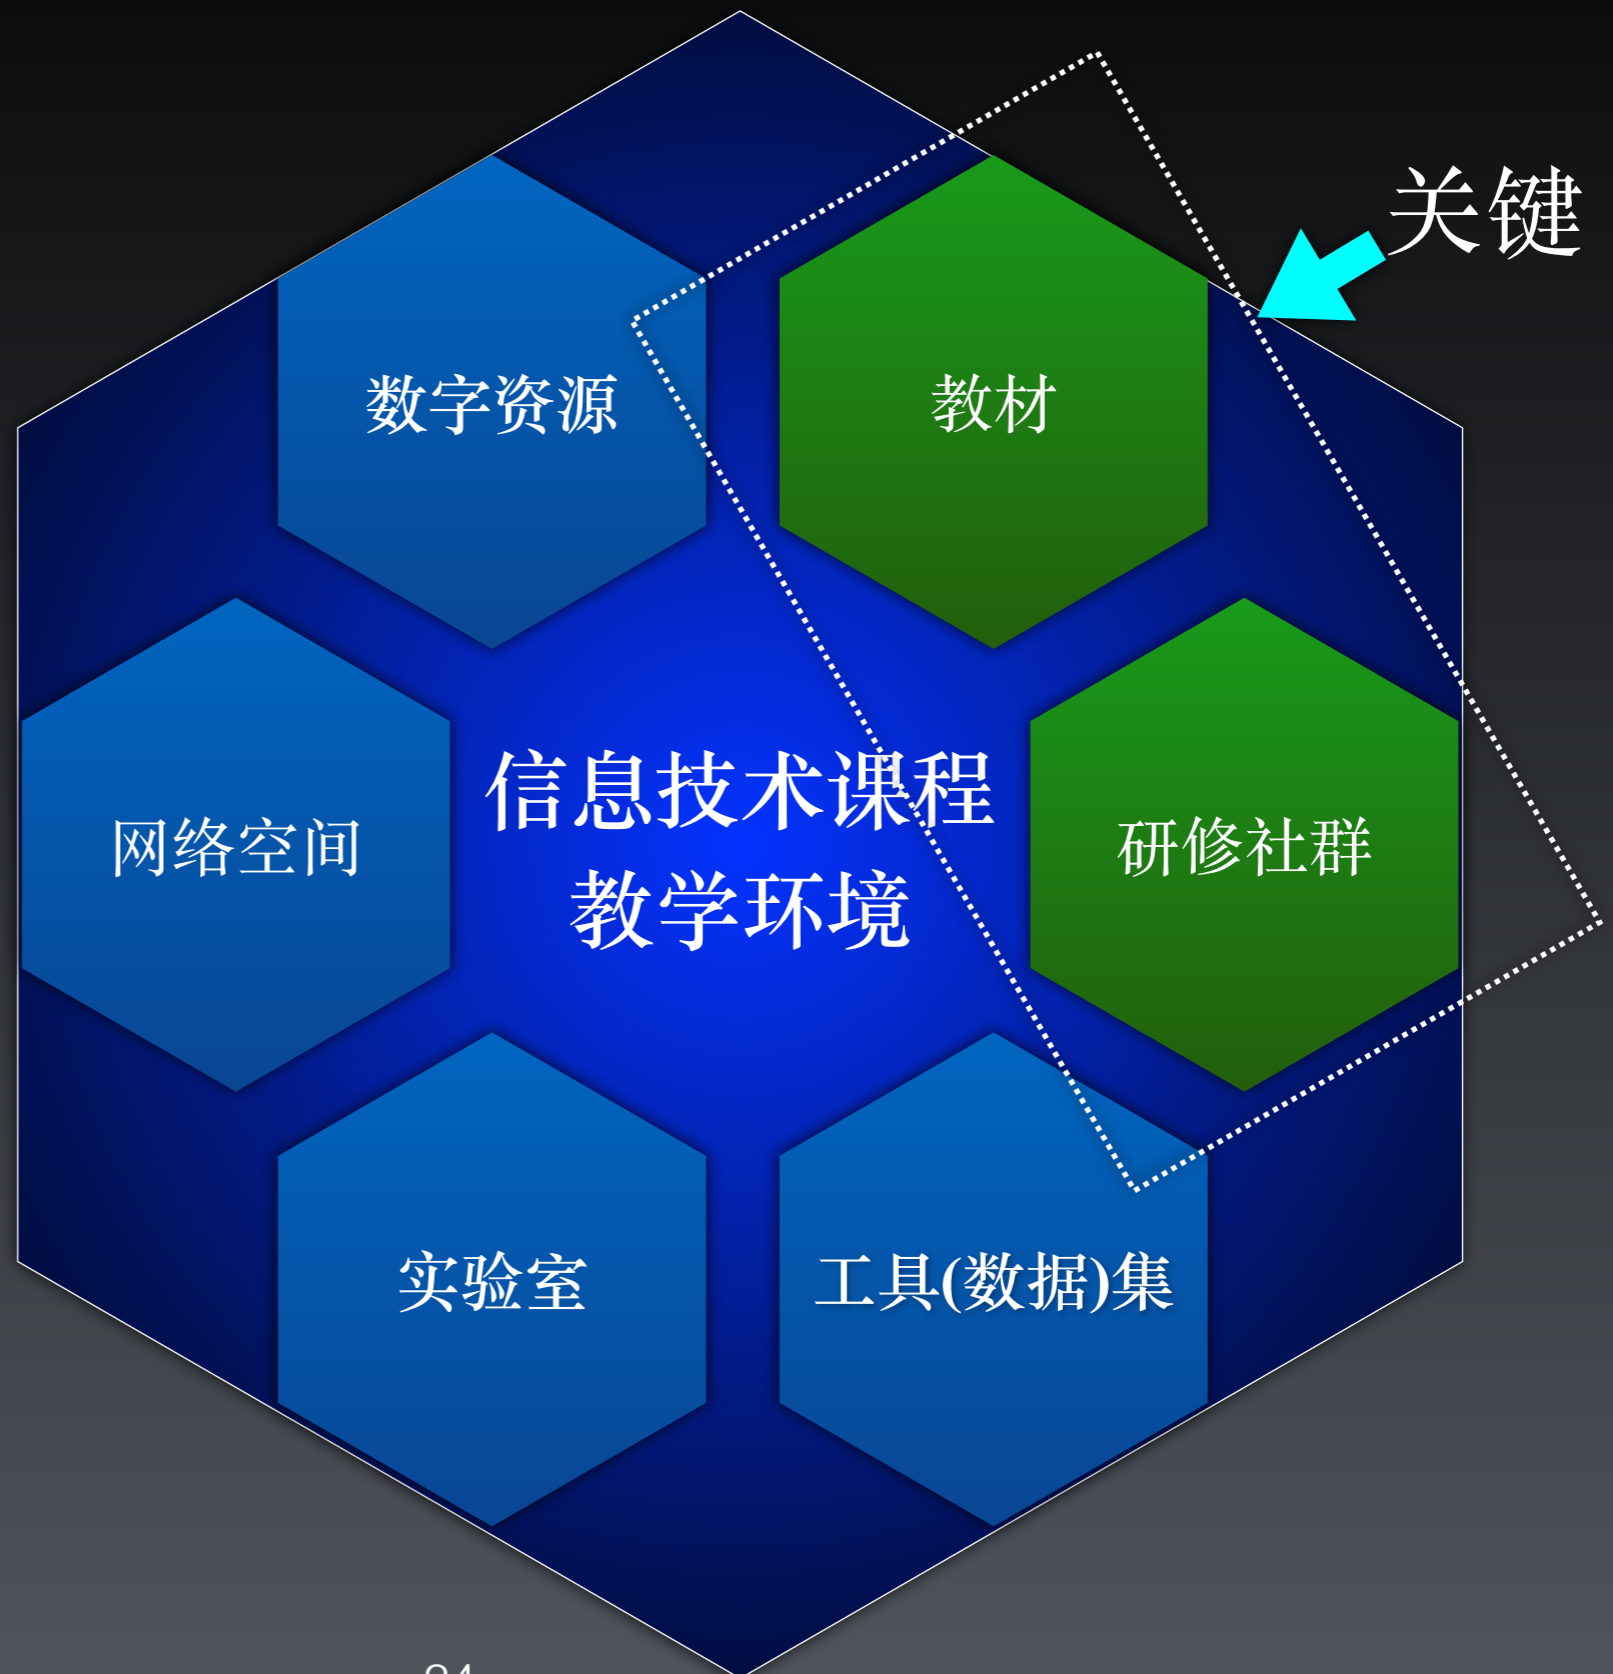 关键
数字资源
教材
网络空间
信息技术课程
教学环境
研修社群
实验室
工具(数据)集